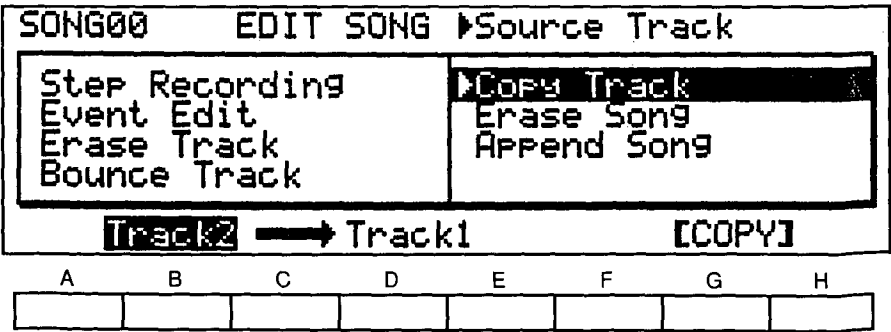 SONG00 EDIT SONG ▶Source Track
Step Recording
Event Edit
Erase Track
Bounce Track
▶Copy Track
Erase Song
Append Song
Track2 → Track1 [COPY]
A B C D E F G H